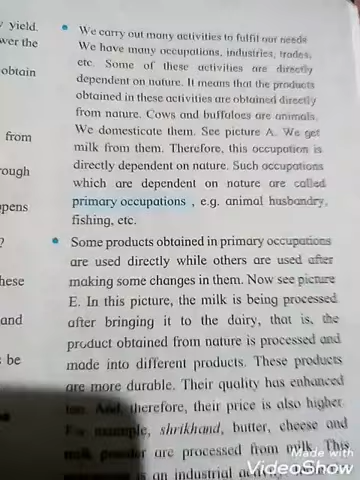 yield.
wer the
obtain
from
rough
pens
?
hese
and
be
• We carry out many activities to fulfil our needs
We have many occupations, industries, trades,
etc. Some of these activities are directly
dependent on nature. It means that the products
obtained in these activities are obtained directly
from nature. Cows and buffaloes are animals.
We domesticate them. See picture A. We get
milk from them. Therefore, this occupation is
directly dependent on nature. Such occupations
which are dependent on nature are called
primary occupations , e.g. animal husbandry,
fishing, etc.
• Some products obtained in primary occupations
are used directly while others are used after
making some changes in them. Now see picture
E. In this picture, the milk is being processed
after bringing it to the dairy, that is, the
product obtained from nature is processed and
made into different products. These products
are more durable. Their quality has enhanced
too. And, therefore, their price is also higher.
For example, shrikhand, butter, cheese and
milk powder are processed from milk. This
is an industrial
Made with
VideoShow